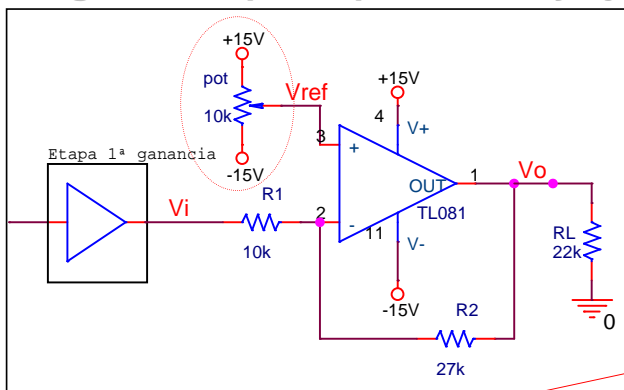 +15V
pot
10k
Vref
-15V
+15V
4
V+
3
+
Etapa 1ª ganancia
Vi
R1
10k
2
-
OUT
1
TL081
11
V-
-15V
Vo
RL
22k
0
R2
27k